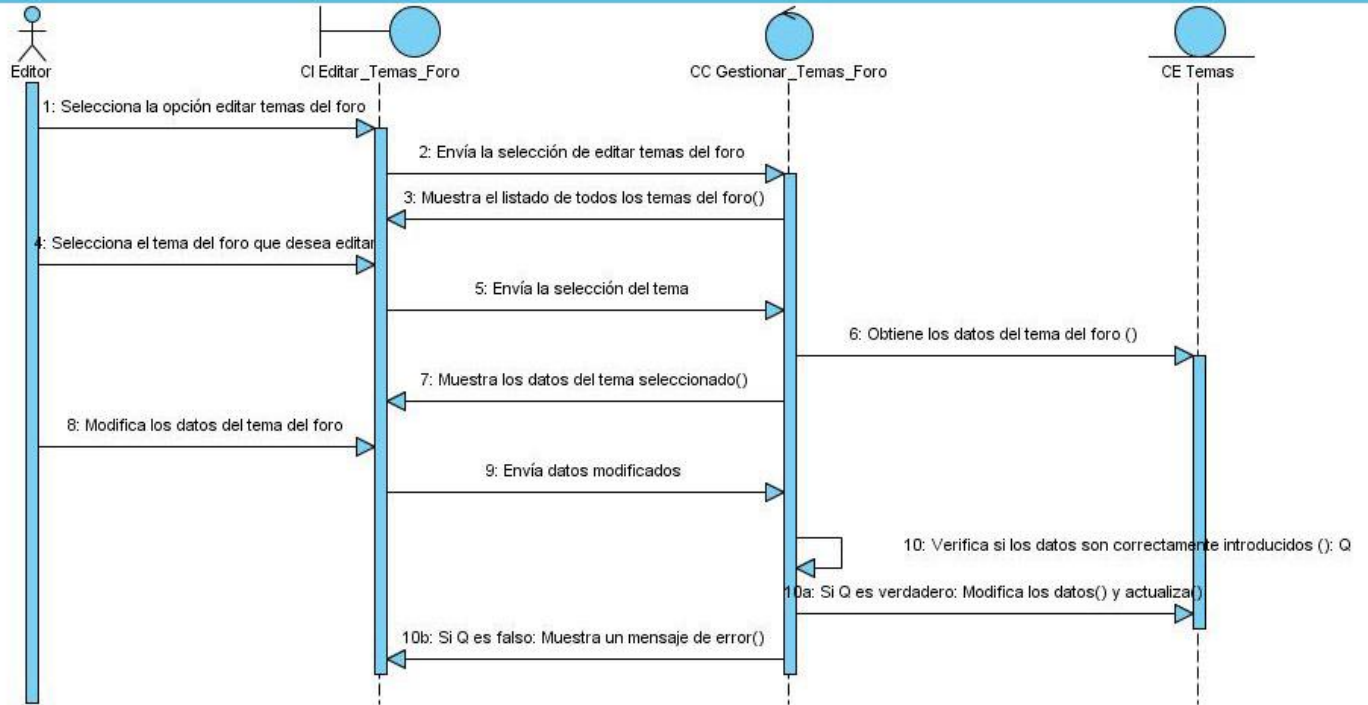 Editor
CI Editar_Temas_Foro
CC Gestionar_Temas_Foro
CE Temas
1: Selecciona la opción editar temas del foro
2: Envía la selección de editar temas del foro
3: Muestra el listado de todos los temas del foro()
4: Selecciona el tema del foro que desea editar
5: Envía la selección del tema
6: Obtiene los datos del tema del foro ()
7: Muestra los datos del tema seleccionado()
8: Modifica los datos del tema del foro
9: Envía datos modificados
10: Verifica si los datos son correctamente introducidos (): Q
10a: Si Q es verdadero: Modifica los datos() y actualiza()
10b: Si Q es falso: Muestra un mensaje de error()